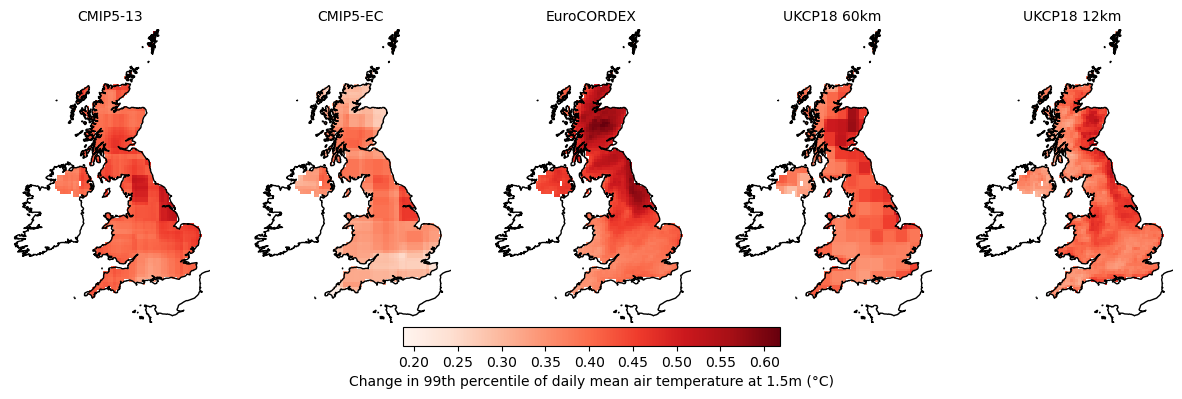 CMIP5-13 CMIP5-EC EuroCORDEX UKCP18 60km UKCP18 12km
0.20 0.25 0.30 0.35 0.40 0.45 0.50 0.55 0.60
Change in 99th percentile of daily mean air temperature at 1.5m (°C)